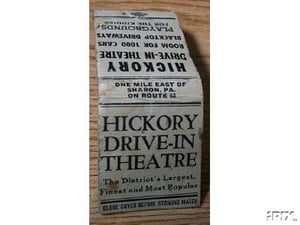 HICKORY
DRIVE-IN THEATRE
ROOM FOR 1000 CARS
BLACKTOP DRIVEWAYS
PLAYGROUNDS
FOR THE KIDDIES
ONE MILE EAST OF
SHARON, PA.
ON ROUTE 62
HICKORY
DRIVE-IN
THEATRE
The District's Largest,
Finest and Most Popular
CLOSE COVER BEFORE STRIKING MATCH